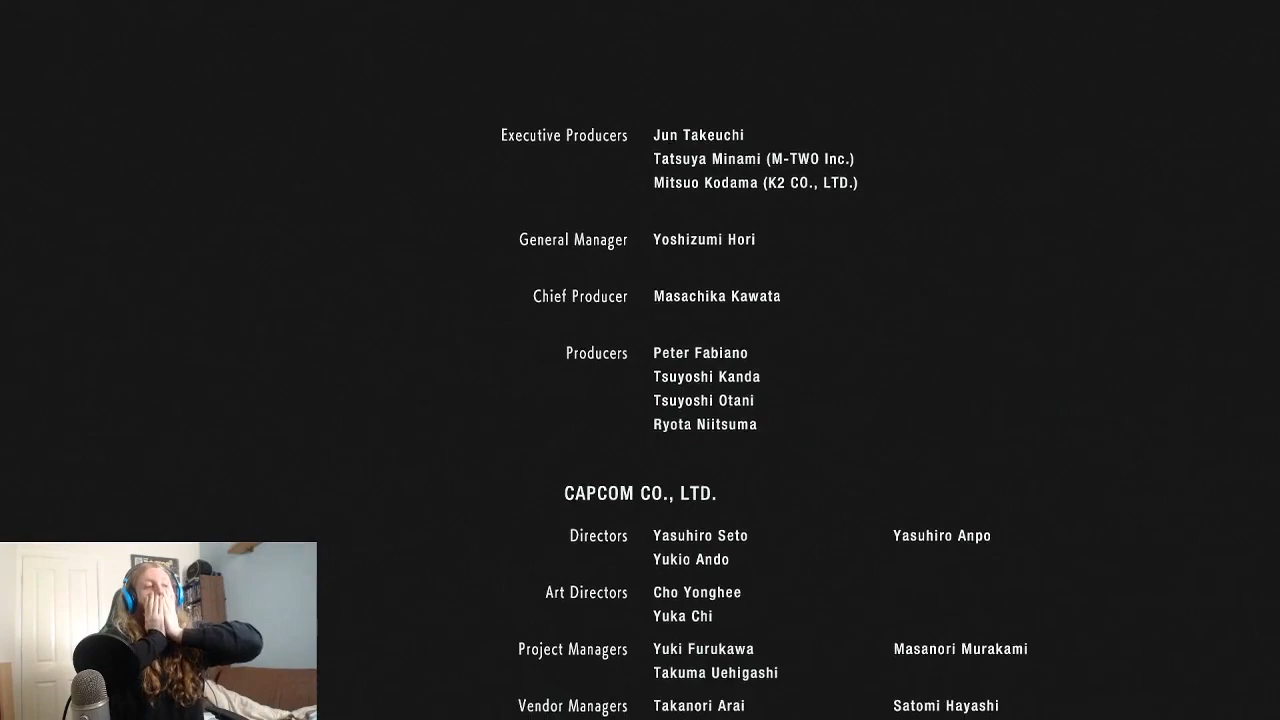 Executive Producers Jun Takeuchi
Tatsuya Minami (M-TWO Inc.)
Mitsuo Kodama (K2 CO., LTD.)
General Manager Yoshizumi Hori
Chief Producer Masachika Kawata
Producers Peter Fabiano
Tsuyoshi Kanda
Tsuyoshi Otani
Ryota Niitsuma
CAPCOM CO., LTD.
Directors Yasuhiro Seto Yasuhiro Anpo
Yukio Ando
Art Directors Cho Yonghee
Yuka Chi
Project Managers Yuki Furukawa Masanori Murakami
Takuma Uehigashi
Vendor Managers Takanori Arai Satomi Hayashi